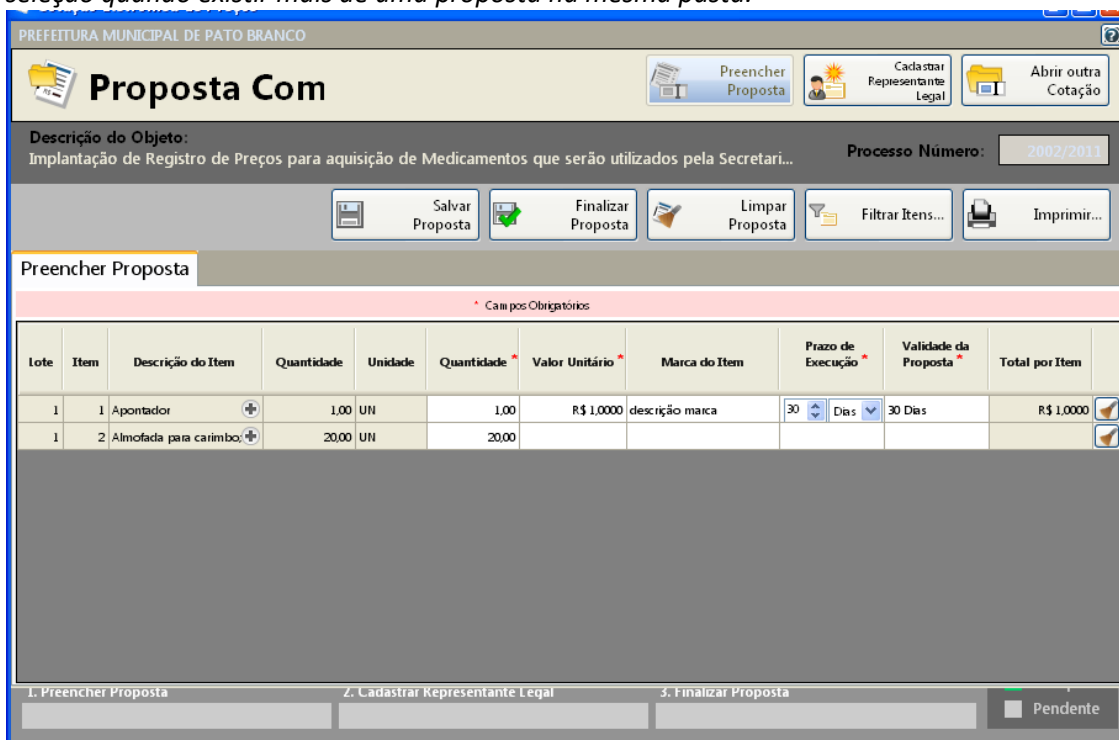 seleção quando existir mais de uma proposta na mesma pasta.
PREFEITURA MUNICIPAL DE PATO BRANCO
Proposta Com
Preencher
Proposta
Cadastrar
Representante
Legal
Abrir outra
Cotação
Descrição do Objeto:
Implantação de Registro de Preços para aquisição de Medicamentos que serão utilizados pela Secretari...
Processo Número: 2002/2011
Salvar
Proposta
Finalizar
Proposta
Limpar
Proposta
Filtrar Itens...
Imprimir...
Preencher Proposta
* Campos Obrigatórios
Lote Item Descrição do Item Quantidade Unidade Quantidade * Valor Unitário * Marca do Item Prazo de Execução * Validade da Proposta * Total por Item
1 1 Apontador 1,00 UN 1,00 R$ 1,0000 descrição marca 30 Dias 30 Dias R$ 1,0000
1 2 Almofada para carimbo; 20,00 UN 20,00
1. Preencher Proposta 2. Cadastrar Representante Legal 3. Finalizar Proposta
Pendente